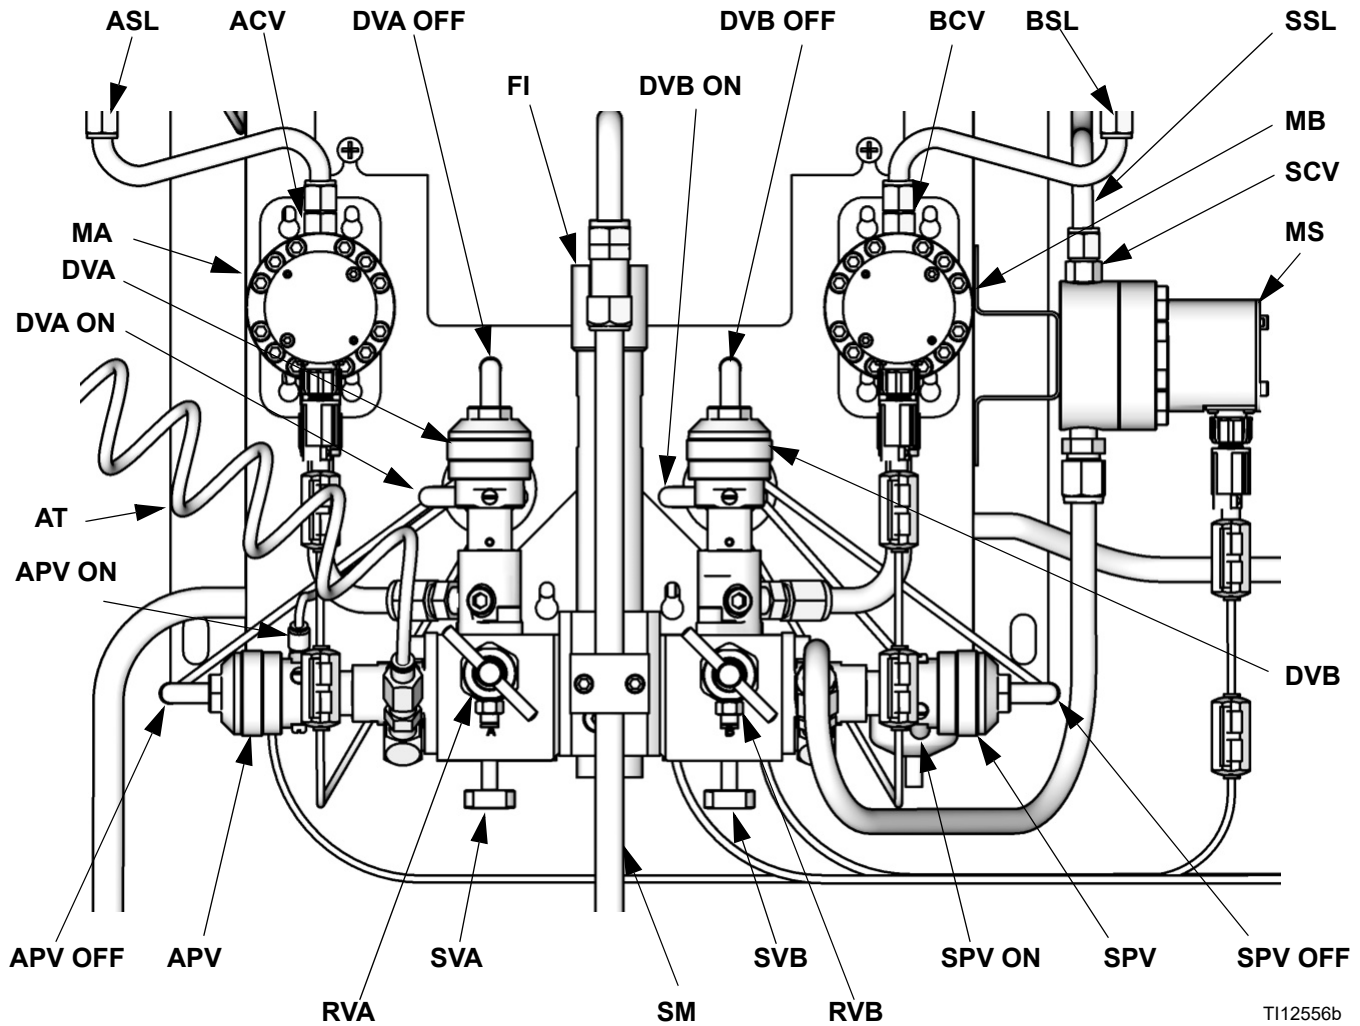 ASL
ACV
DVA OFF
DVB OFF
BCV
BSL
SSL
FI
DVB ON
MB
SCV
MA
MS
DVA
DVA ON
AT
APV ON
DVB
A
APV OFF
APV
SVA
SVB
SPV ON
SPV
SPV OFF
RVA
SM
RVB
TI12556b